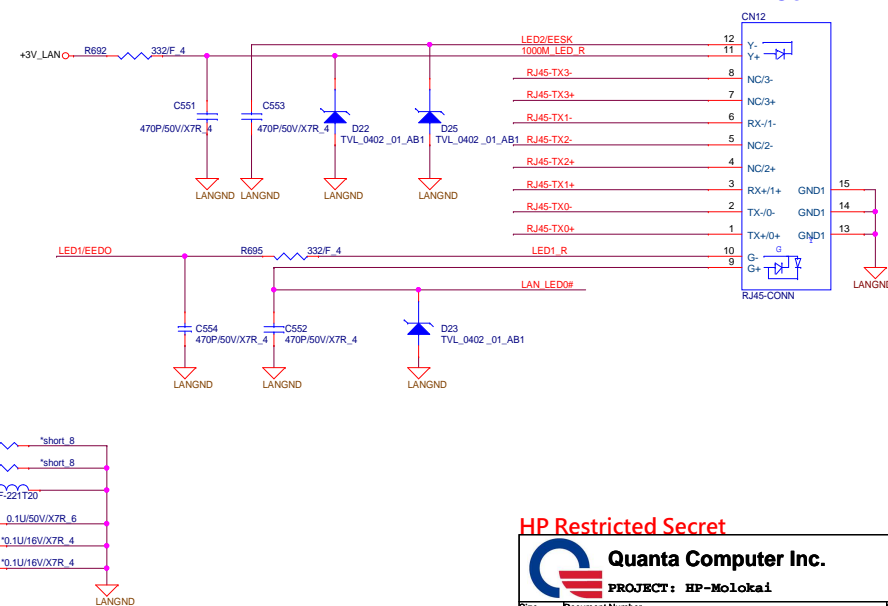 CN12
LED2/EESK 12 Y-
+3V_LAN R692 332/F_4 1000M_LED_R 11 Y+
RJ45-TX3- 8 NC/3-
RJ45-TX3+ 7 NC/3+
C551 C553
470P/50V/X7R_4 470P/50V/X7R_4
D22 D25
TVL_0402 _01_AB1 TVL_0402 _01_AB1
RJ45-TX1- 6 RX-/1-
RJ45-TX2- 5 NC/2-
RJ45-TX2+ 4 NC/2+
LANGND LANGND LANGND LANGND
RJ45-TX1+ 3 RX+/1+ GND1 15
RJ45-TX0- 2 TX-/0- GND1 14
RJ45-TX0+ 1 TX+/0+ GND1 13
LED1/EEDO R695 332/F_4 LED1_R 10 G-
G
9 G+
LANGND
LAN_LED0#
RJ45-CONN
C554 C552 D23
470P/50V/X7R_4 470P/50V/X7R_4 TVL_0402 _01_AB1
LANGND LANGND LANGND
*short_8
*short_8
F-221T20
0.1U/50V/X7R_6
*0.1U/16V/X7R_4
*0.1U/16V/X7R_4
LANGND
HP Restricted Secret
Quanta Computer Inc.
PROJECT: HP-Molokai
Size Document Number